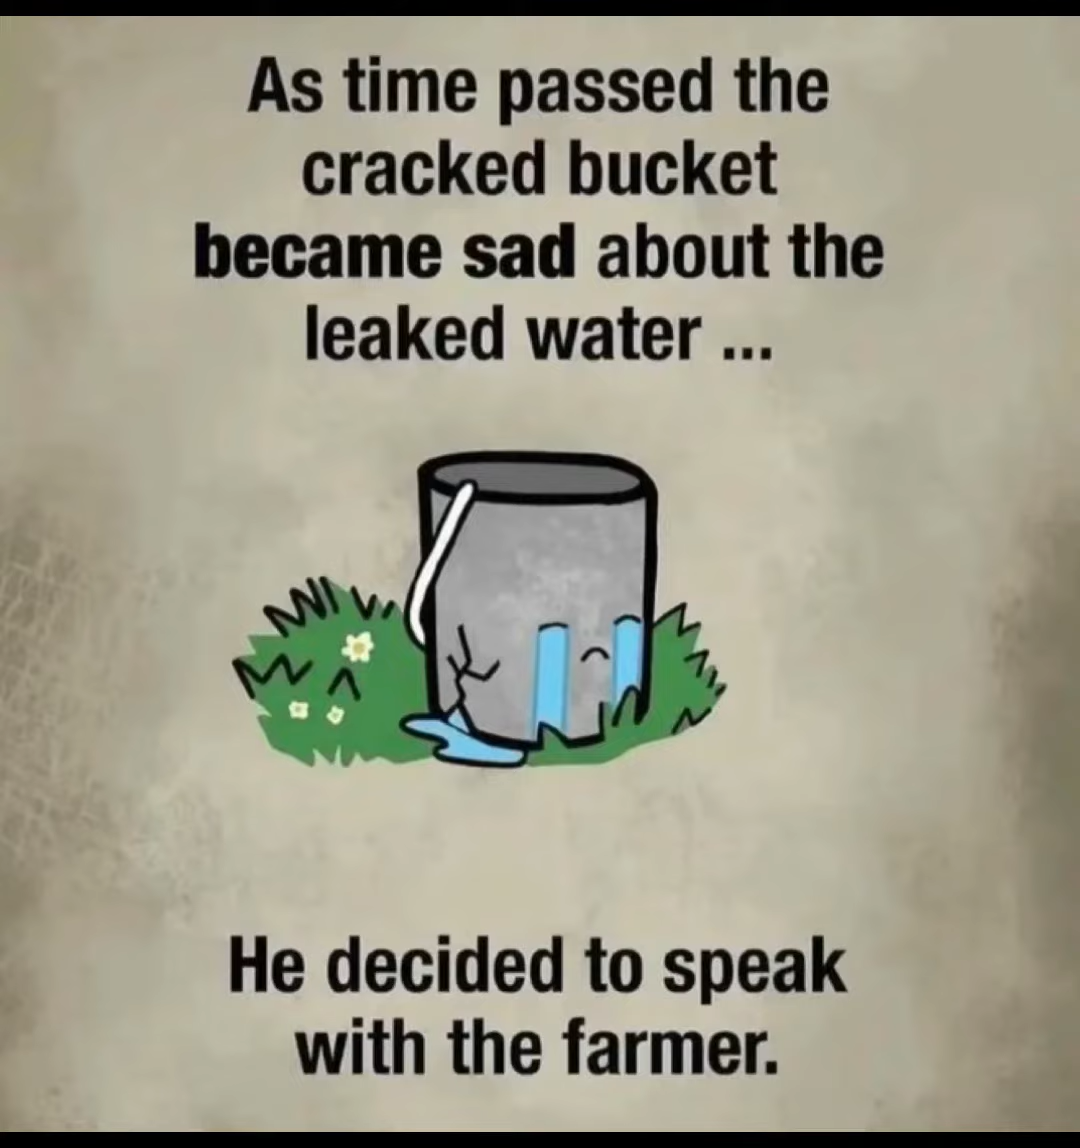 As time passed the
cracked bucket
became sad about the
leaked water ...
He decided to speak
with the farmer.